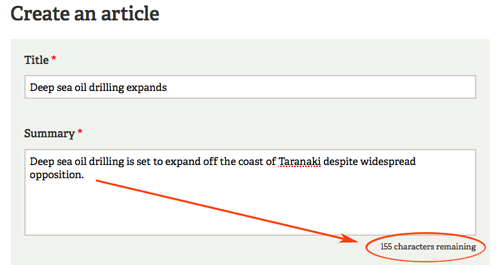 Create an article
Title *
Deep sea oil drilling expands
Summary *
Deep sea oil drilling is set to expand off the coast of Taranaki despite widespread
opposition.
155 characters remaining